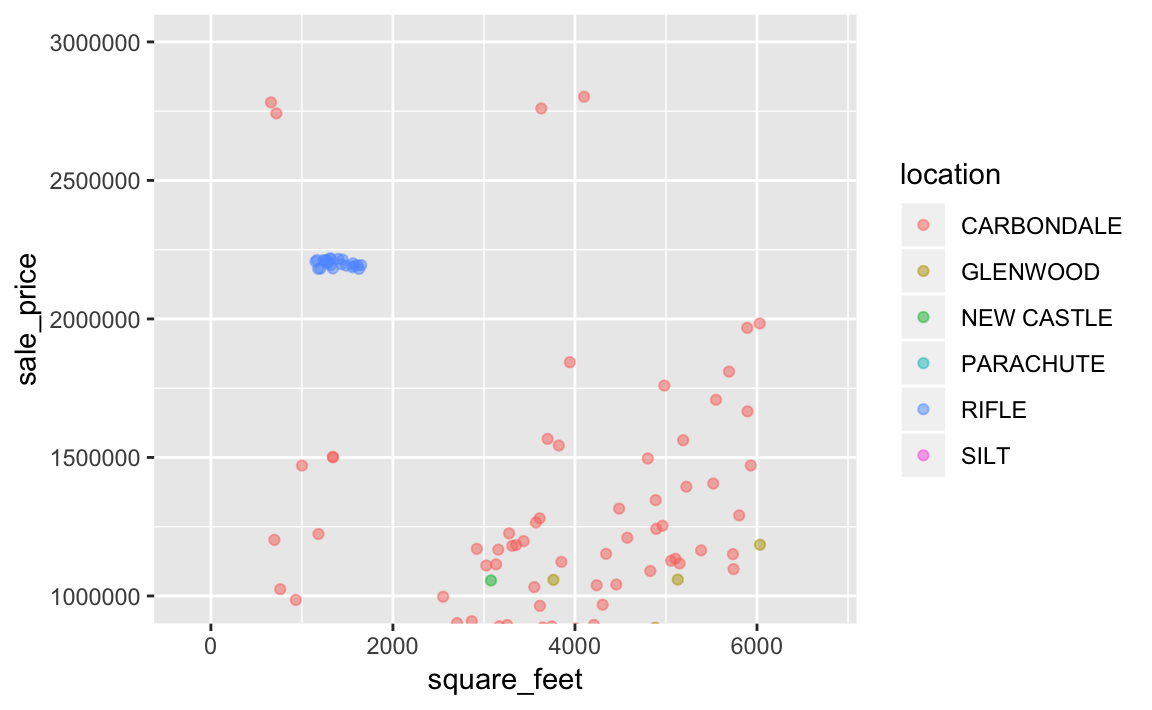 3000000
2500000
2000000
1500000
1000000
sale_price
0 2000 4000 6000
square_feet
location
CARBONDALE
GLENWOOD
NEW CASTLE
PARACHUTE
RIFLE
SILT